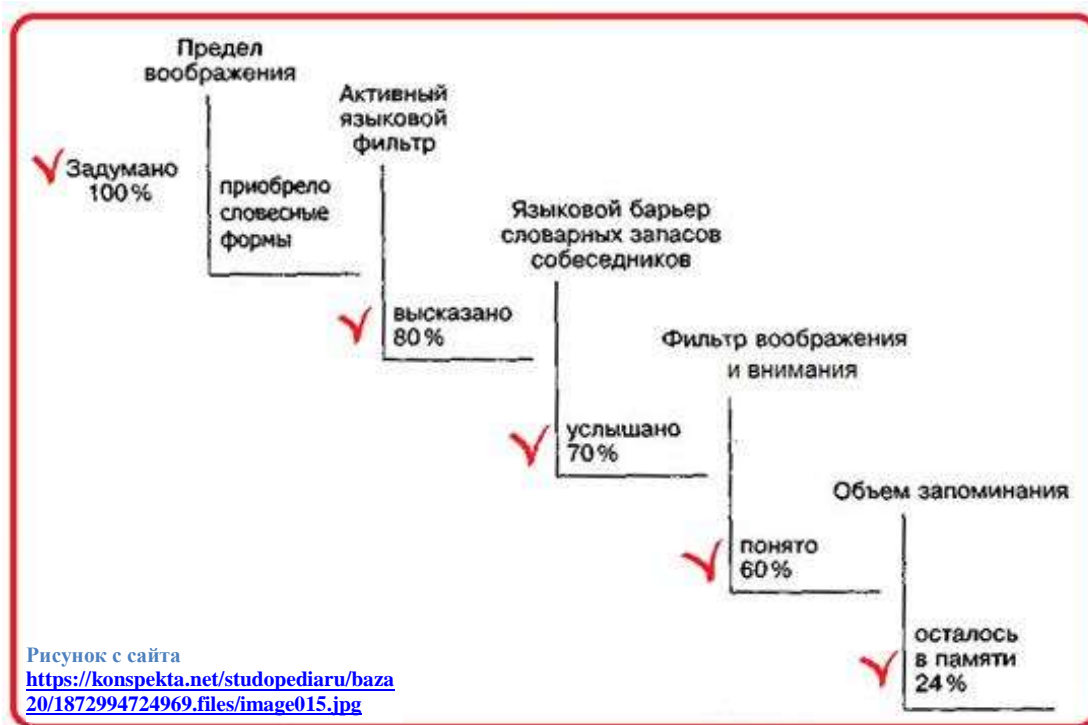 Предел
воображения
Задумано
100%
приобрело
словесные
формы
Активный
языковой
фильтр
высказано
80%
Языковой барьер
словарных запасов
собеседников
услышано
70%
Фильтр воображения
и внимания
понято
60%
Объем запоминания
осталось
в памяти
24%
Рисунок с сайта
https://konspekta.net/studopediaru/baza
20/1872994724969.files/image015.jpg